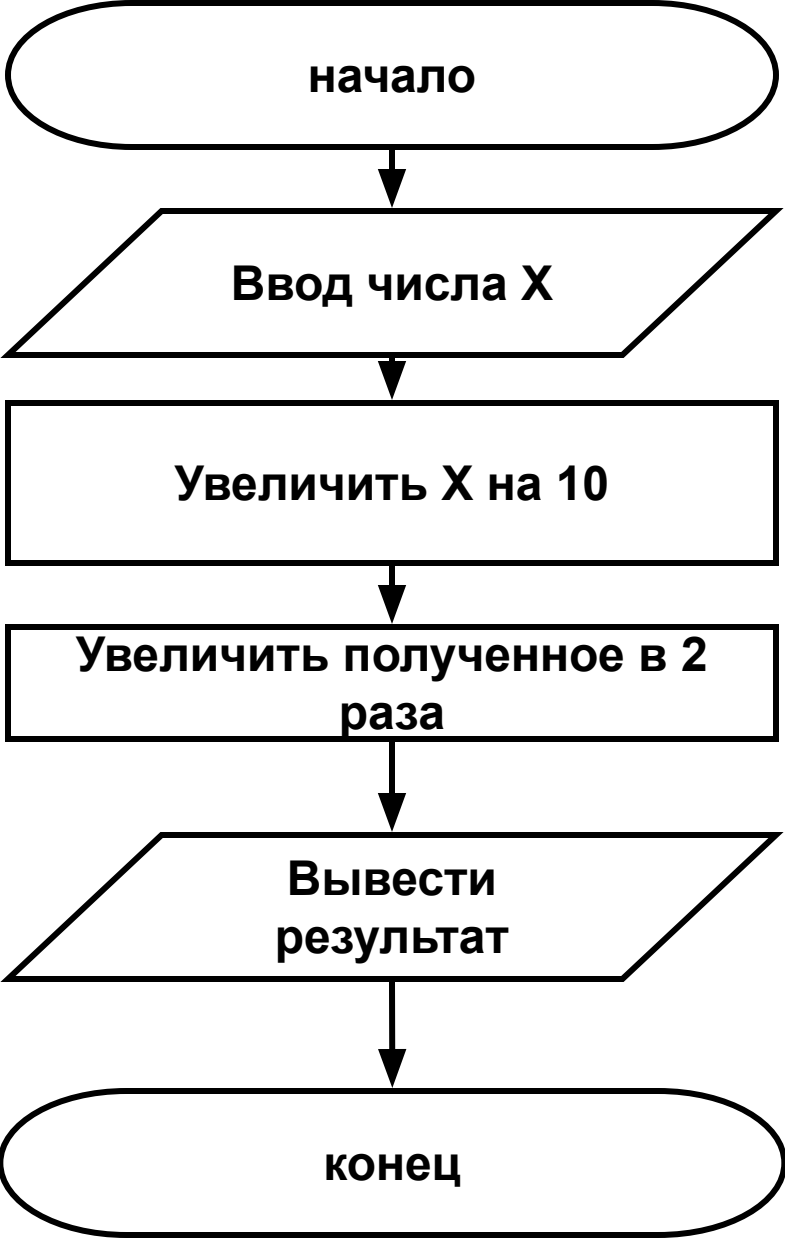 начало
Ввод числа X
Увеличить X на 10
Увеличить полученное в 2
раза
Вывести
результат
конец